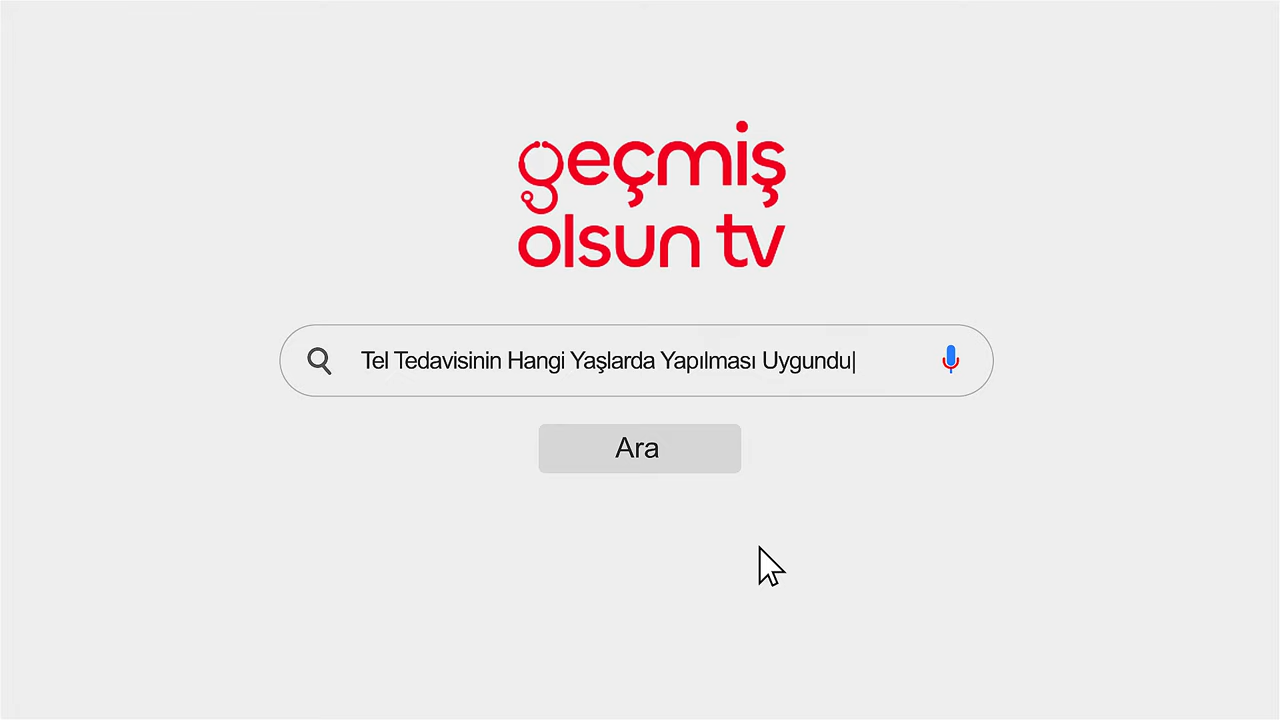 geçmiş
olsun tv
Tel Tedavisinin Hangi Yaşlarda Yapılması Uygundu
Ara